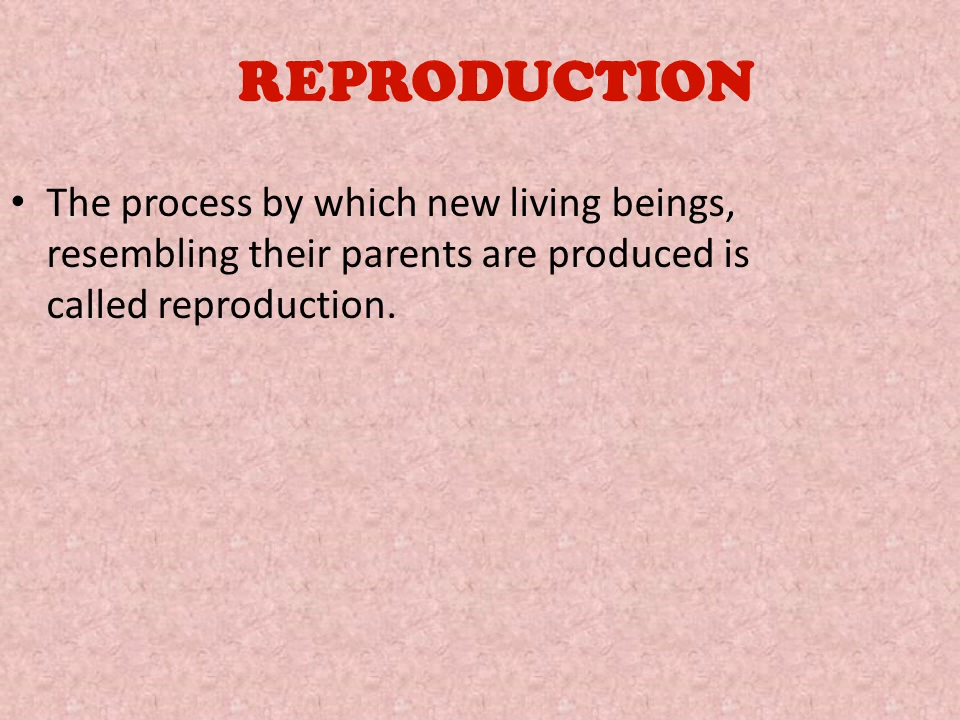 REPRODUCTION
• The process by which new living beings,
resembling their parents are produced is
called reproduction.